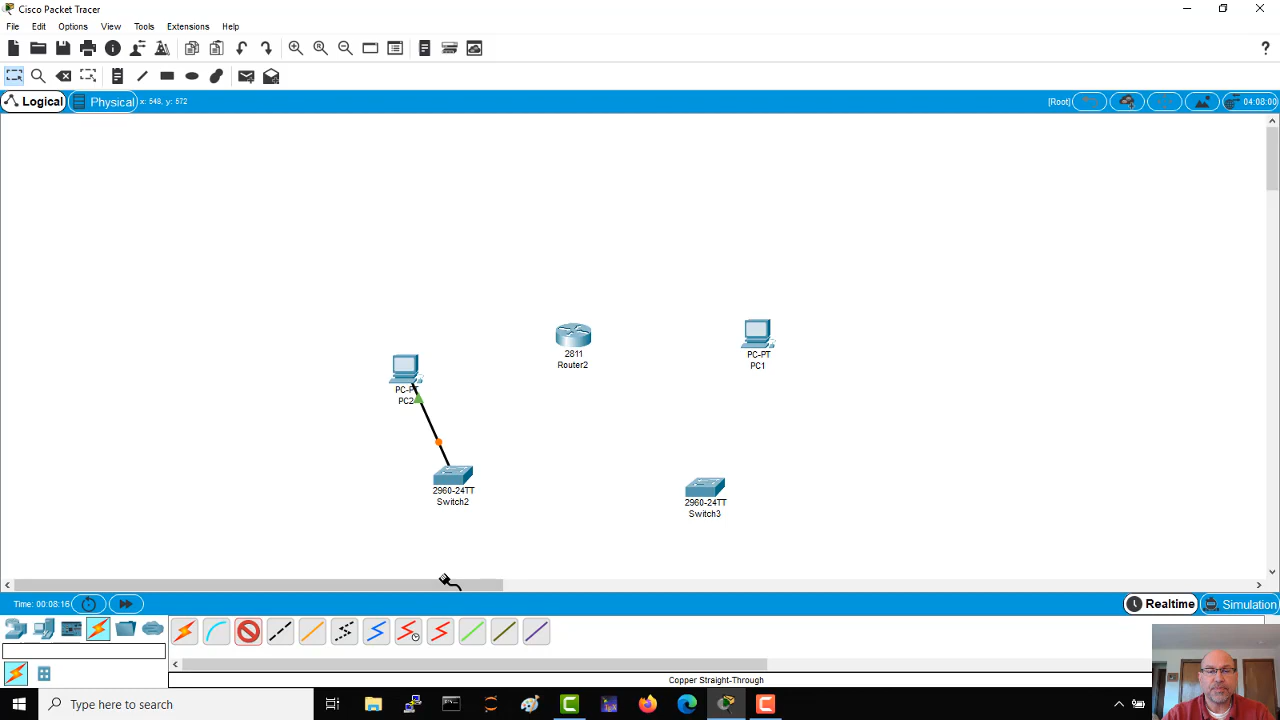 Cisco Packet Tracer
File Edit Options View Tools Extensions Help
Logical Physical x: 548, y: 572 [Root] 04:08:00
2811
Router2
PC-PT
PC1
PC-PT
PC2
2960-24TT
Switch2
2960-24TT
Switch3
Time: 00:08:16 Realtime Simulation
Copper Straight-Through
Type here to search